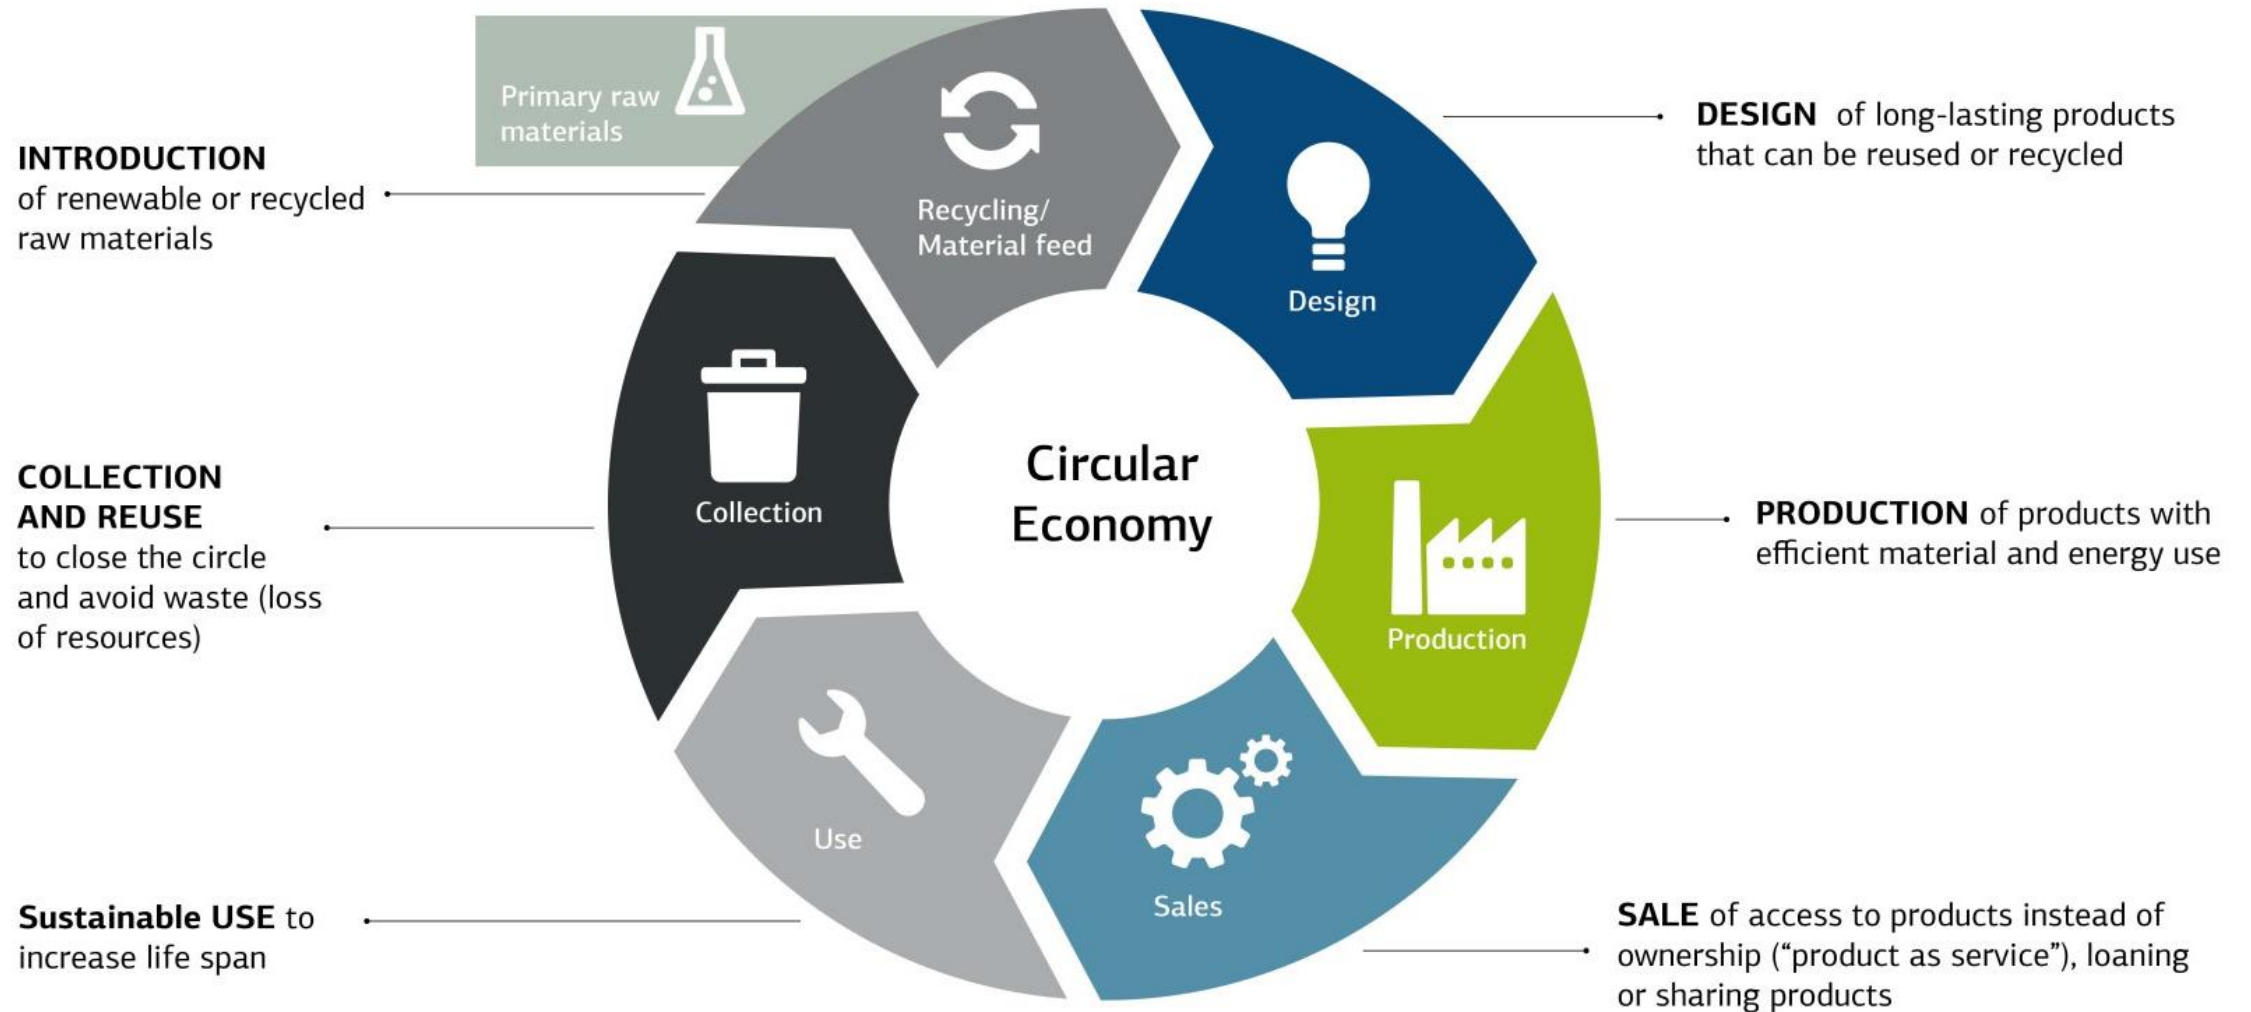 Primary raw
materials
Recycling/
Material feed
Design
Production
Sales
Use
Collection
Circular
Economy
INTRODUCTION
of renewable or recycled
raw materials
COLLECTION
AND REUSE
to close the circle
and avoid waste (loss
of resources)
Sustainable USE to
increase life span
DESIGN of long-lasting products
that can be reused or recycled
PRODUCTION of products with
efficient material and energy use
SALE of access to products instead of
ownership (“product as service”), loaning
or sharing products